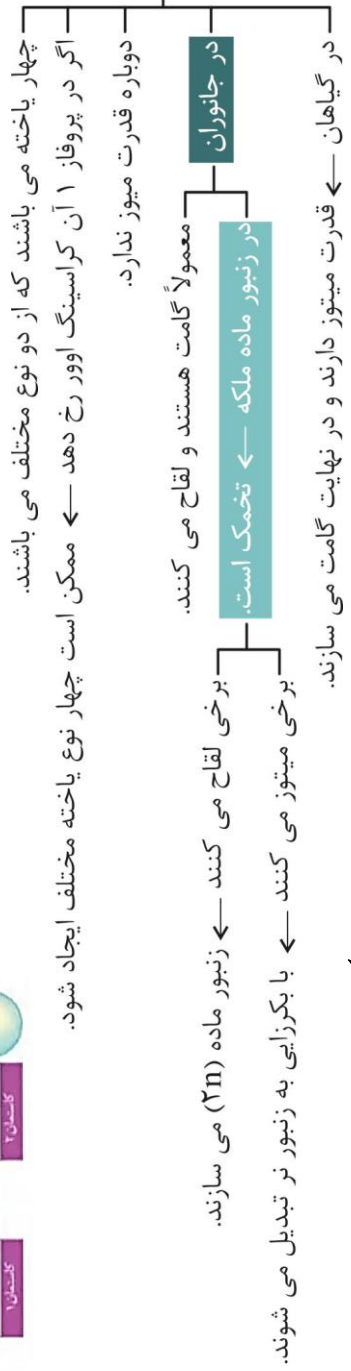 کاستمان ۱
کاستمان ۲
چهار یاخته می باشند که از دو نوع مختلف می باشند.
اگر در پروفاز ۱ آن کراسینگ اوور رخ دهد ← ممکن است چهار نوع یاخته مختلف ایجاد شود.
دوباره قدرت میوز ندارد.
در جانوران
معمولاً گامت هستند و لقاح می کنند.
در زنبور ماده ملکه ← تخمک است.
برخی لقاح می کنند ← زنبور ماده (۲n) می سازند.
برخی میتوز می کنند ← با بکرزایی به زنبور نر تبدیل می شوند.
در گیاهان ← قدرت میتوز دارند و در نهایت گامت می سازند.